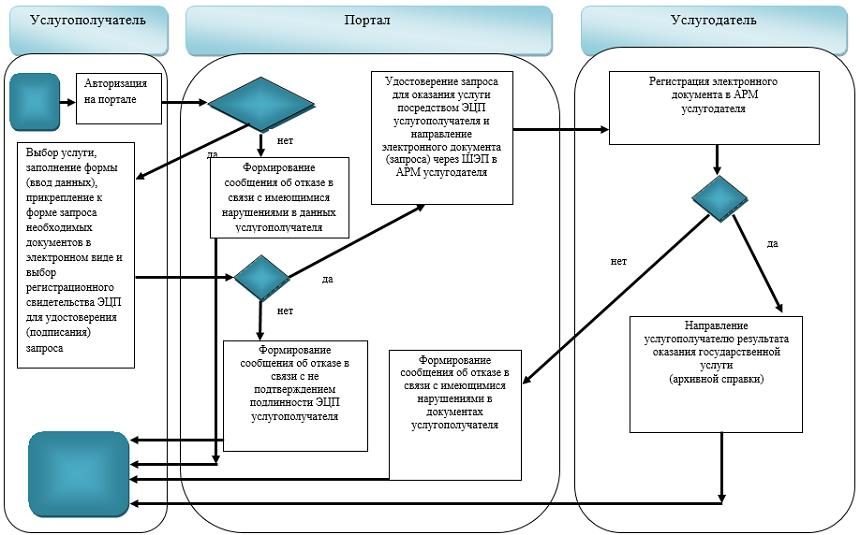 Услугополучатель
Портал
Услугодатель
Авторизация
на портале
да
нет
Выбор услуги,
заполнение формы
(ввод данных),
прикрепление к
форме запроса
необходимых
документов в
электронном виде и
выбор
регистрационного
свидетельства ЭЦП
для удостоверения
(подписания)
запроса
Формирование
сообщения об отказе в
связи с имеющимися
нарушениями в данных
услугополучателя
да
нет
Формирование
сообщения об отказе в
связи с не
подтверждением
подлинности ЭЦП
услугополучателя
Удостоверение запроса
для оказания услуги
посредством ЭЦП
услугополучателя и
направление
электронного документа
(запроса) через ШЭП в
АРМ услугодателя
Регистрация электронного
документа в АРМ
услугодателя
нет
да
Формирование
сообщения об отказе в
связи с имеющимися
нарушениями в
документах
услугополучателя
Направление
услугополучателю результата
оказания государственной
услуги
(архивной справки)